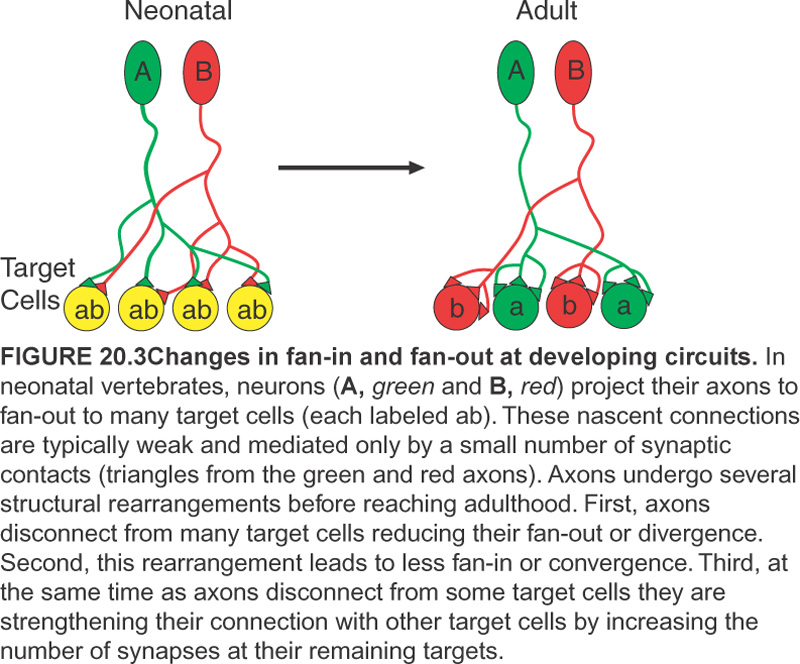 Neonatal Adult
A B A B
Target
Cells
ab ab ab ab b a b a
FIGURE 20.3Changes in fan-in and fan-out at developing circuits. In
neonatal vertebrates, neurons (A, green and B, red) project their axons to
fan-out to many target cells (each labeled ab). These nascent connections
are typically weak and mediated only by a small number of synaptic
contacts (triangles from the green and red axons). Axons undergo several
structural rearrangements before reaching adulthood. First, axons
disconnect from many target cells reducing their fan-out or divergence.
Second, this rearrangement leads to less fan-in or convergence. Third, at
the same time as axons disconnect from some target cells they are
strengthening their connection with other target cells by increasing the
number of synapses at their remaining targets.